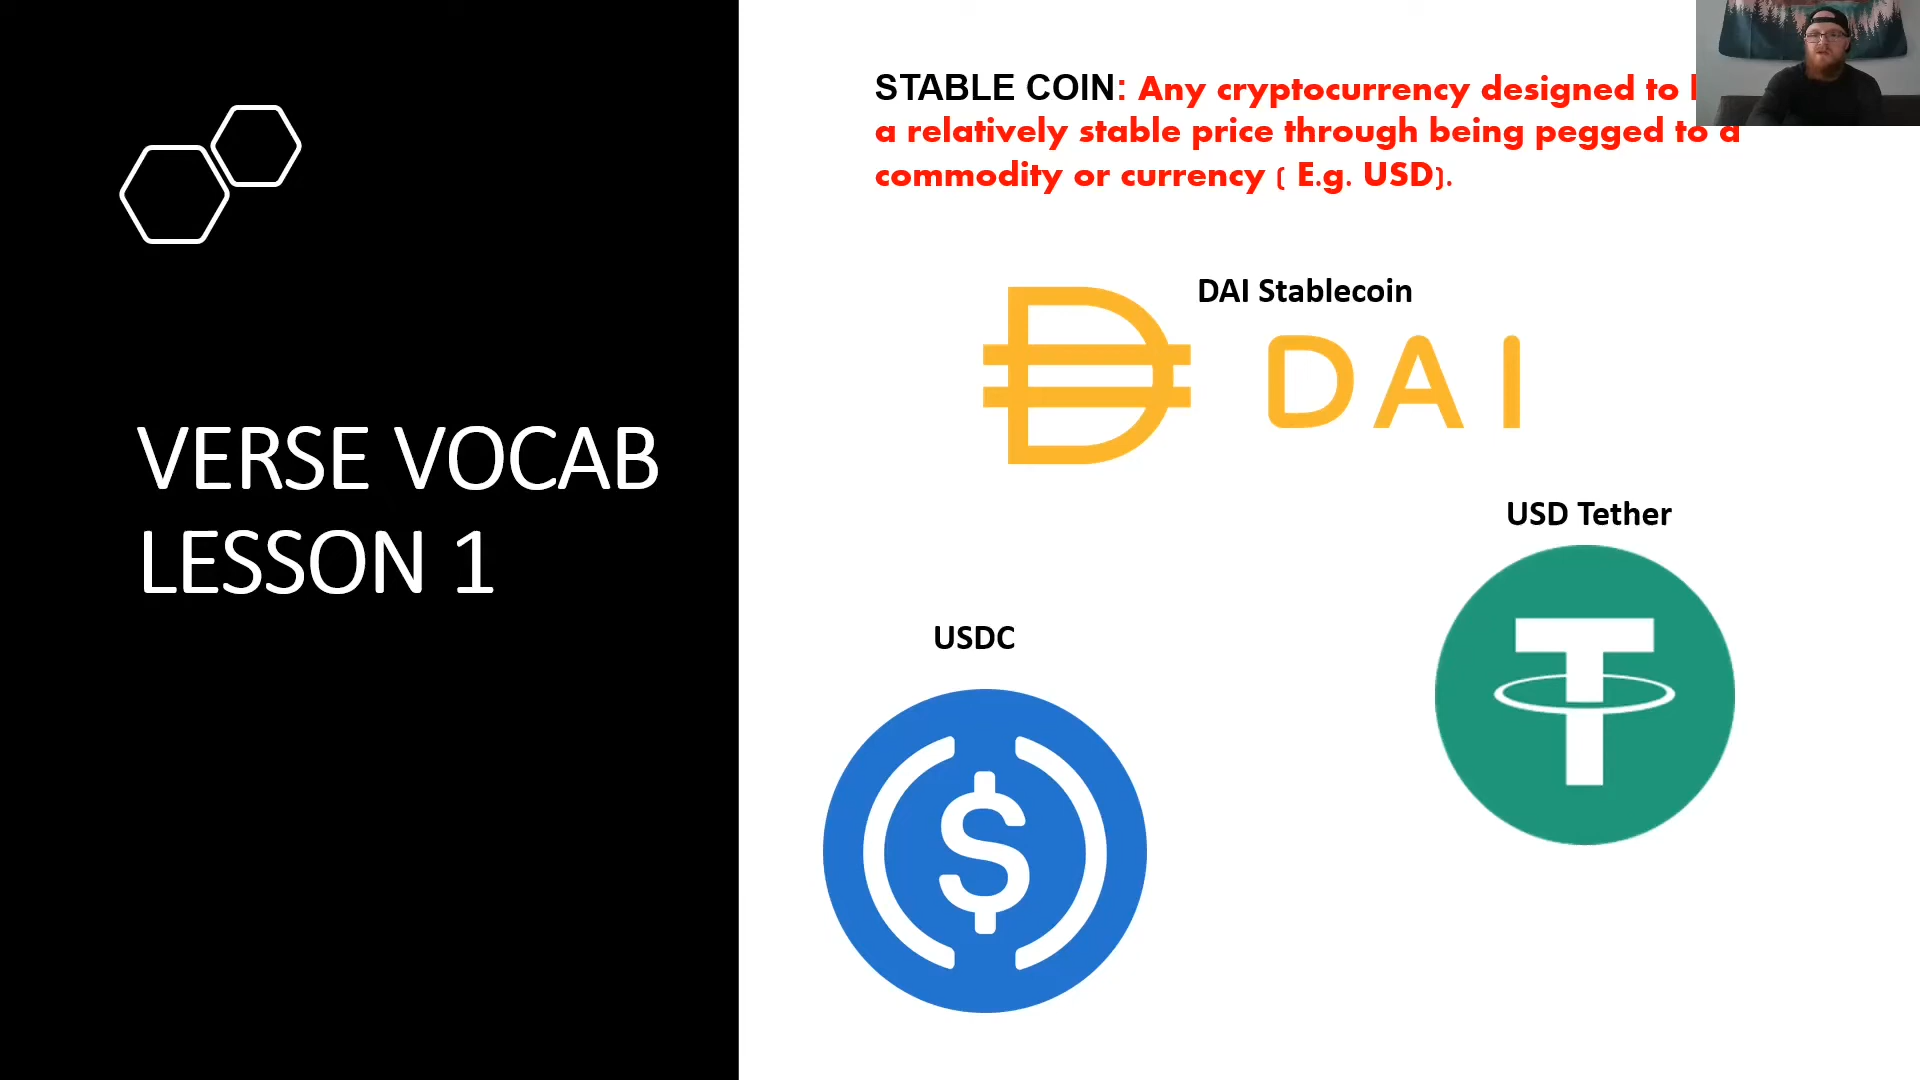 VERSE VOCAB
LESSON 1
STABLE COIN: Any cryptocurrency designed to
a relatively stable price through being pegged to a
commodity or currency ( E.g. USD).
DAI Stablecoin
DAI
USD Tether
USDC